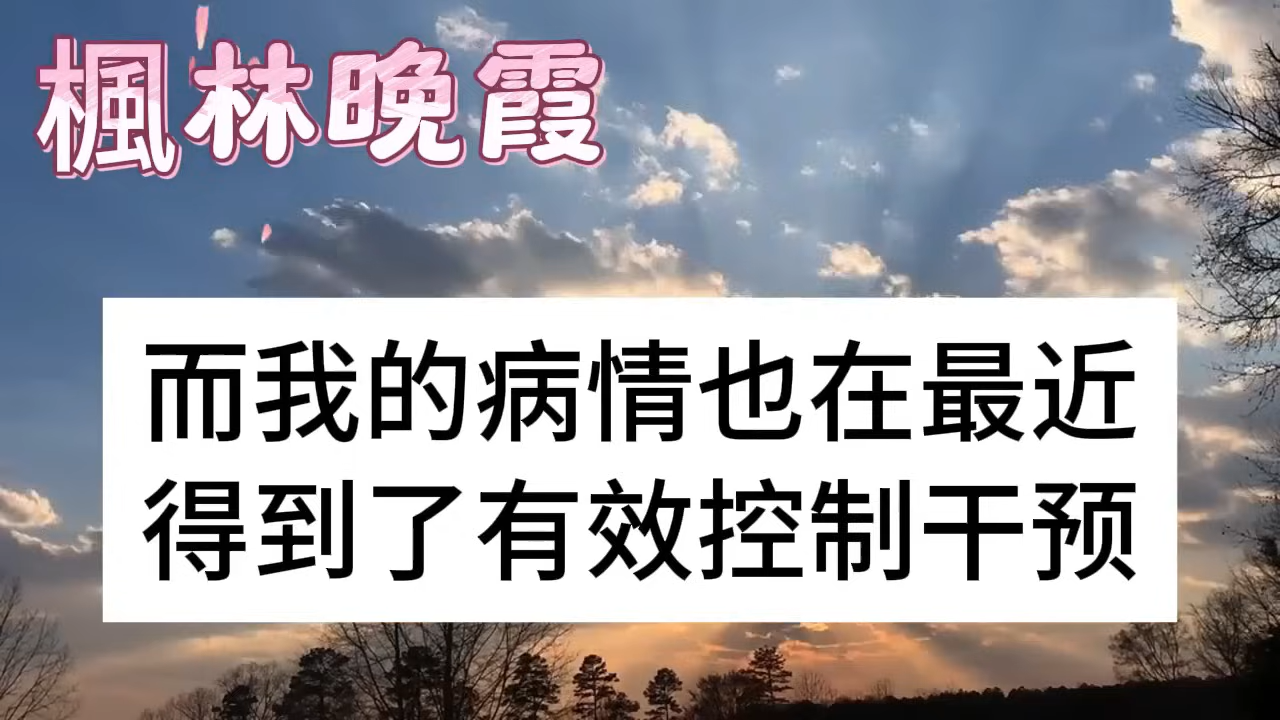 楓林晚霞
而我的病情也在最近
得到了有效控制干预